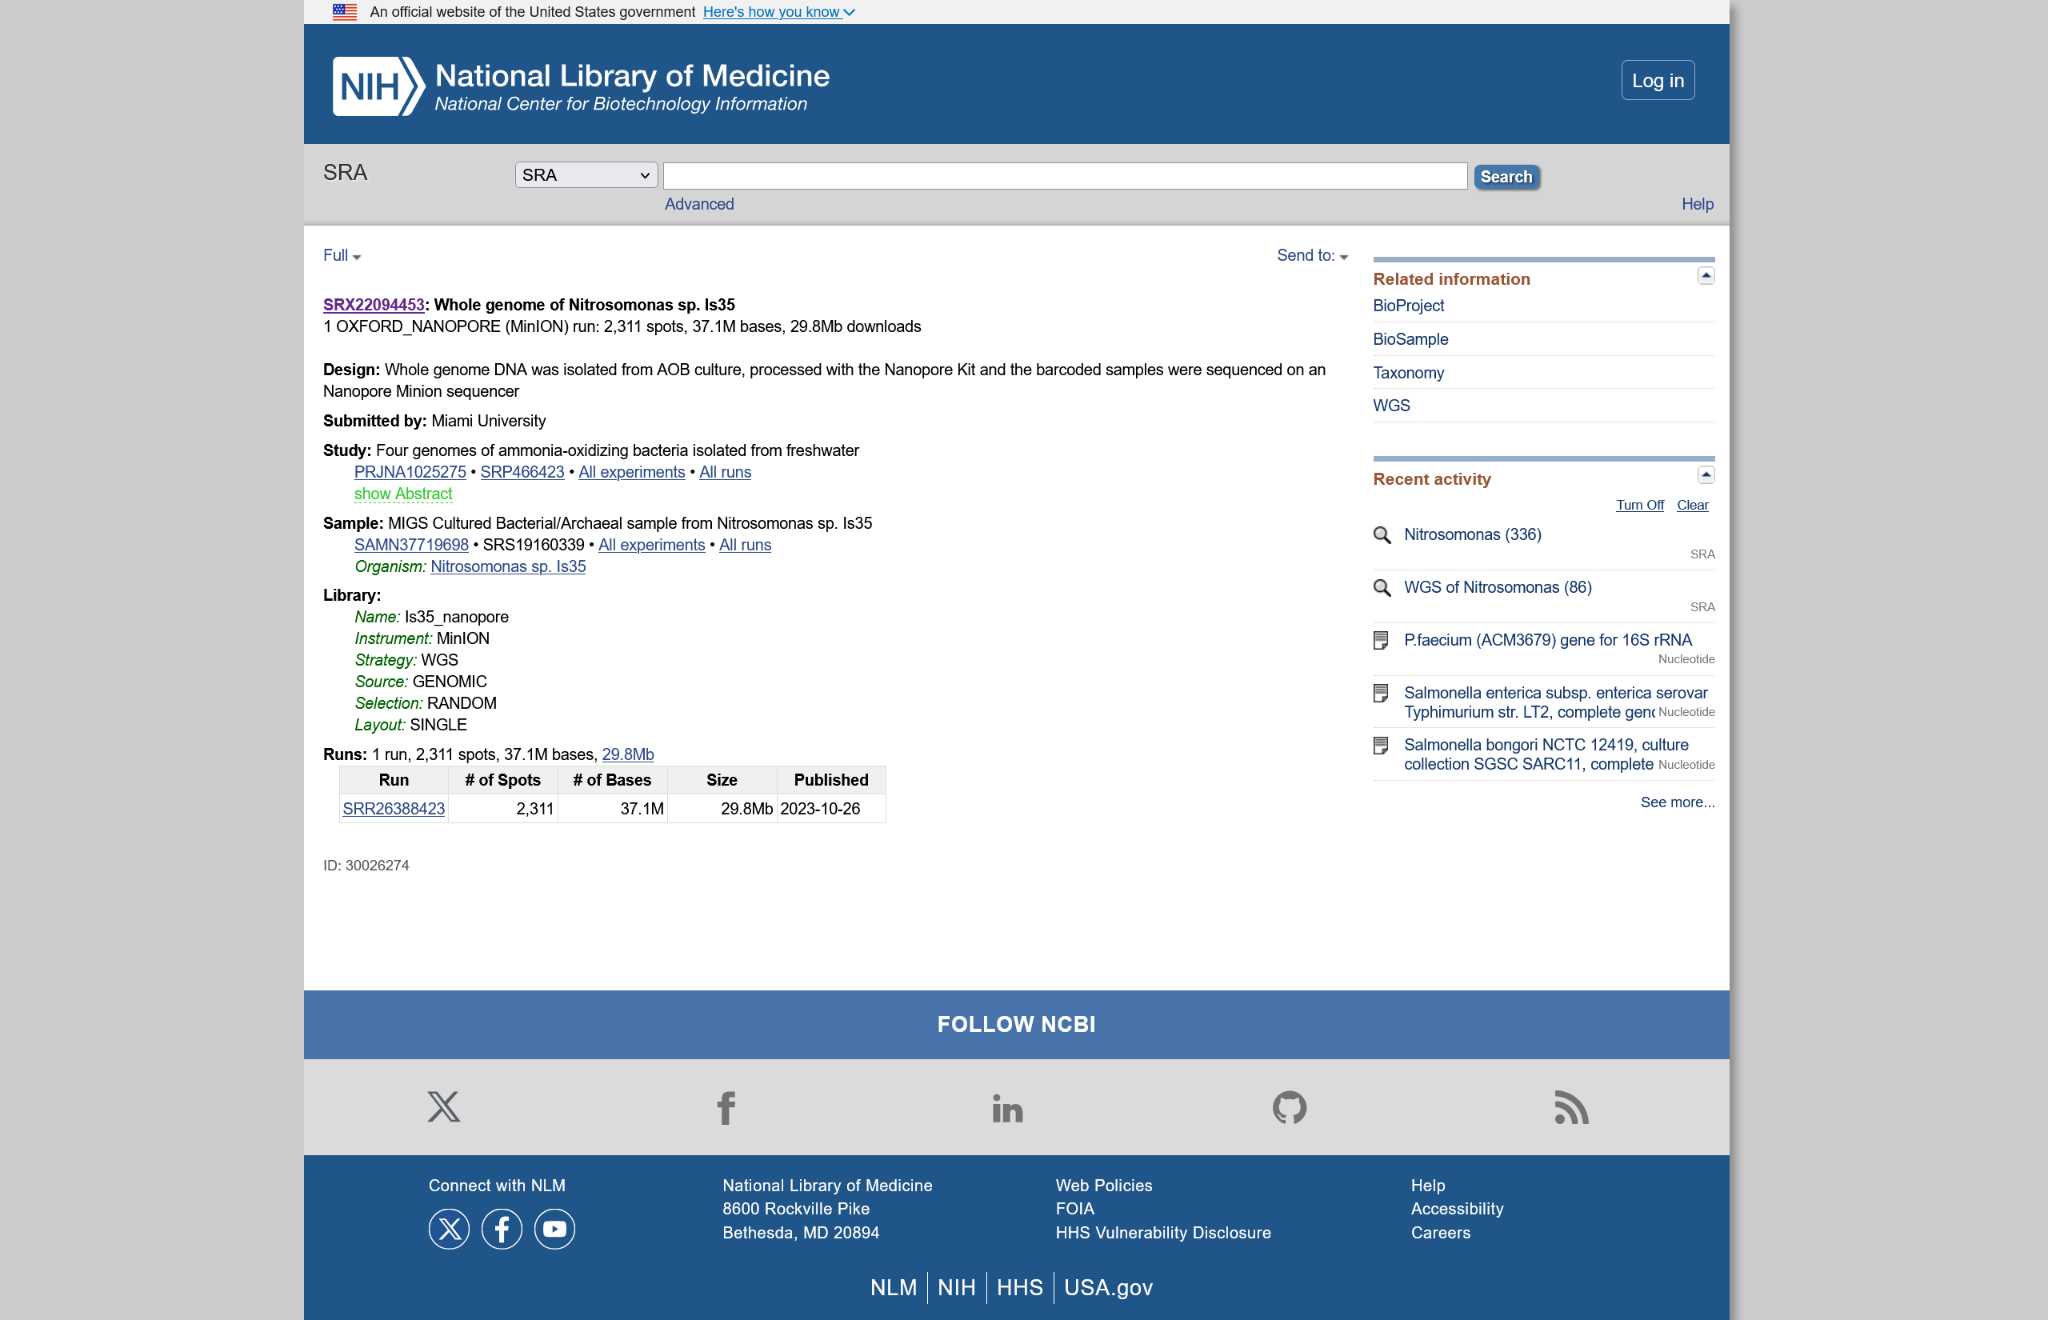 An official website of the United States government Here's how you know
NIH National Library of Medicine
National Center for Biotechnology Information
Log in
SRA
SRA
Search
Advanced
Help
Full
Send to:
SRX22094453: Whole genome of Nitrosomonas sp. Is35
1 OXFORD_NANOPORE (MinION) run: 2,311 spots, 37.1M bases, 29.8Mb downloads
Design: Whole genome DNA was isolated from AOB culture, processed with the Nanopore Kit and the barcoded samples were sequenced on an
Nanopore Minion sequencer
Submitted by: Miami University
Study: Four genomes of ammonia-oxidizing bacteria isolated from freshwater
PRJNA1025275 • SRP466423 • All experiments • All runs
show Abstract
Sample: MIGS Cultured Bacterial/Archaeal sample from Nitrosomonas sp. Is35
SAMN37719698 • SRS19160339 • All experiments • All runs
Organism: Nitrosomonas sp. Is35
Library:
Name: Is35_nanopore
Instrument: MinION
Strategy: WGS
Source: GENOMIC
Selection: RANDOM
Layout: SINGLE
Runs: 1 run, 2,311 spots, 37.1M bases, 29.8Mb
Run # of Spots # of Bases Size Published
SRR26388423 2,311 37.1M 29.8Mb 2023-10-26
ID: 30026274
Related information
BioProject
BioSample
Taxonomy
WGS
Recent activity
Turn Off Clear
Nitrosomonas (336)
SRA
WGS of Nitrosomonas (86)
SRA
P.faecium (ACM3679) gene for 16S rRNA
Nucleotide
Salmonella enterica subsp. enterica serovar
Typhimurium str. LT2, complete genc Nucleotide
Salmonella bongori NCTC 12419, culture
collection SGSC SARC11, complete Nucleotide
See more...
FOLLOW NCBI
Connect with NLM
National Library of Medicine
8600 Rockville Pike
Bethesda, MD 20894
Web Policies
FOIA
HHS Vulnerability Disclosure
Help
Accessibility
Careers
NLM NIH HHS USA.gov